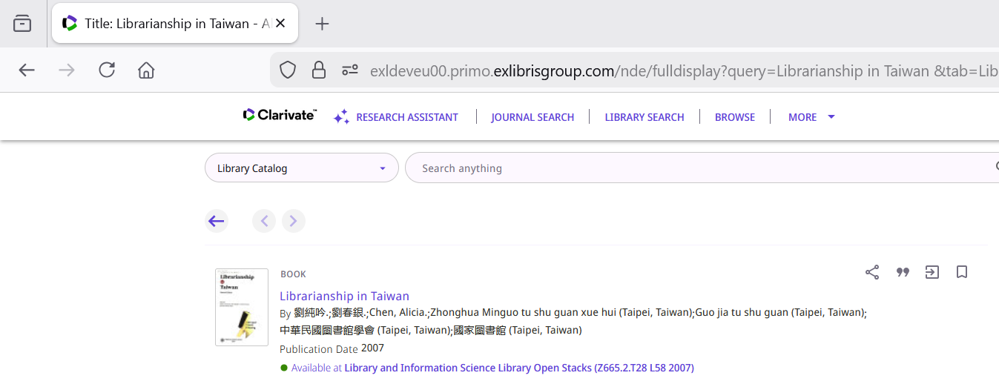 Title: Librarianship in Taiwan - Al
exldeveu00.primo.exlibrisgroup.com/nde/fulldisplay?query=Librarianship in Taiwan &tab=Lib
Clarivate™ RESEARCH ASSISTANT JOURNAL SEARCH LIBRARY SEARCH BROWSE MORE
Library Catalog Search anything
BOOK
Librarianship
in
Taiwan
Librarianship in Taiwan
By 劉純吟.;劉春銀.;Chen, Alicia.;Zhonghua Minguo tu shu guan xue hui (Taipei, Taiwan);Guo jia tu shu guan (Taipei, Taiwan);
中華民國圖書館學會 (Taipei, Taiwan);國家圖書館 (Taipei, Taiwan)
Publication Date 2007
Available at Library and Information Science Library Open Stacks (Z665.2.T28 L58 2007)